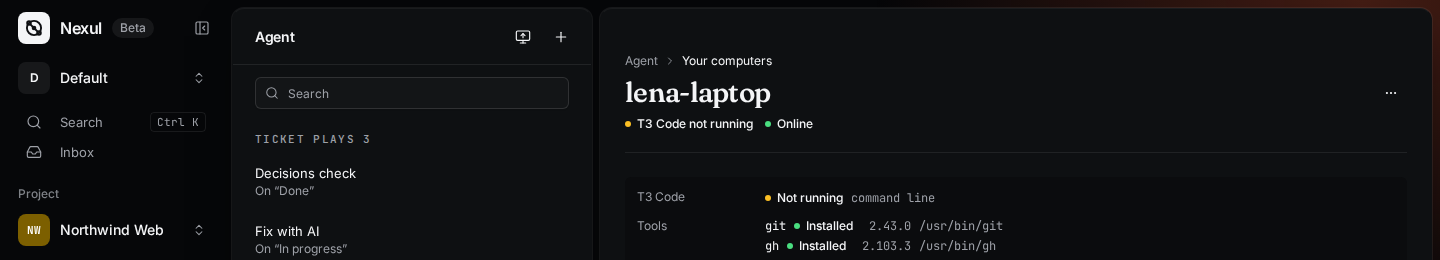 Nexul Beta
Default
Search Ctrl K
Inbox
Project
NW Northwind Web
Agent
Search
TICKET PLAYS 3
Decisions check
On “Done”
Fix with AI
On “In progress”
Agent > Your computers
lena-laptop
T3 Code not running Online
T3 Code Not running command line
Tools git Installed 2.43.0 /usr/bin/git
gh Installed 2.103.3 /usr/bin/gh
D